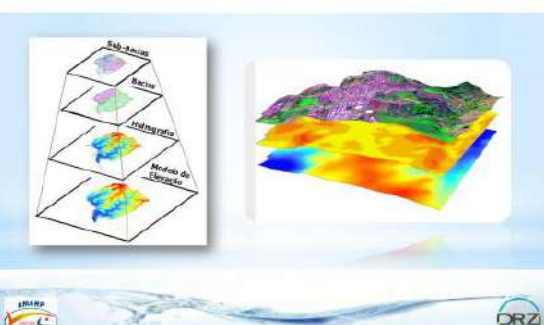 Sub-Bacias
Bacias
Hidrografia
Modelo de
Elevação
DRZ